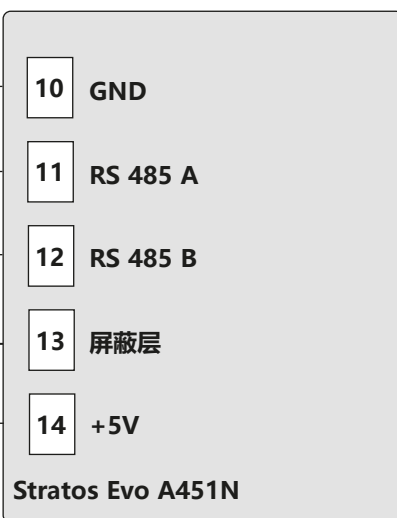 10 GND
11 RS 485 A
12 RS 485 B
13 屏蔽层
14 +5V
Stratos Evo A451N